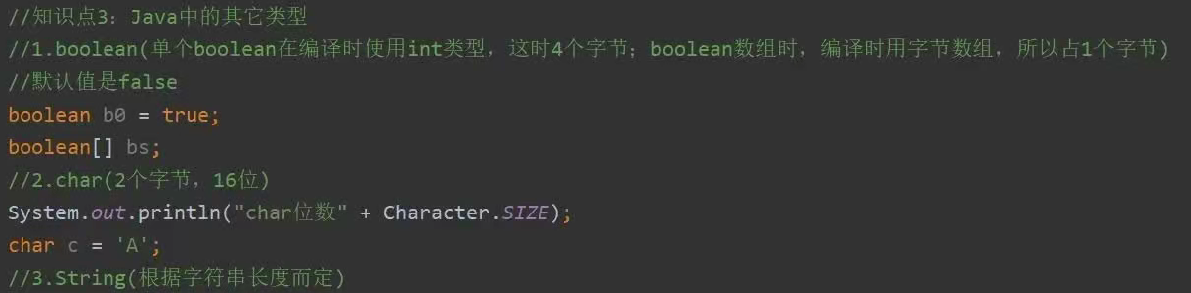 //知识点3：Java中的其它类型
//1.boolean(单个boolean在编译时使用int类型，这时4个字节；boolean数组时，编译时用字节数组，所以占1个字节)
//默认值是false
boolean b0 = true;
boolean[] bs;
//2.char(2个字节，16位)
System.out.println("char位数" + Character.SIZE);
char c = 'A';
//3.String(根据字符串长度而定)